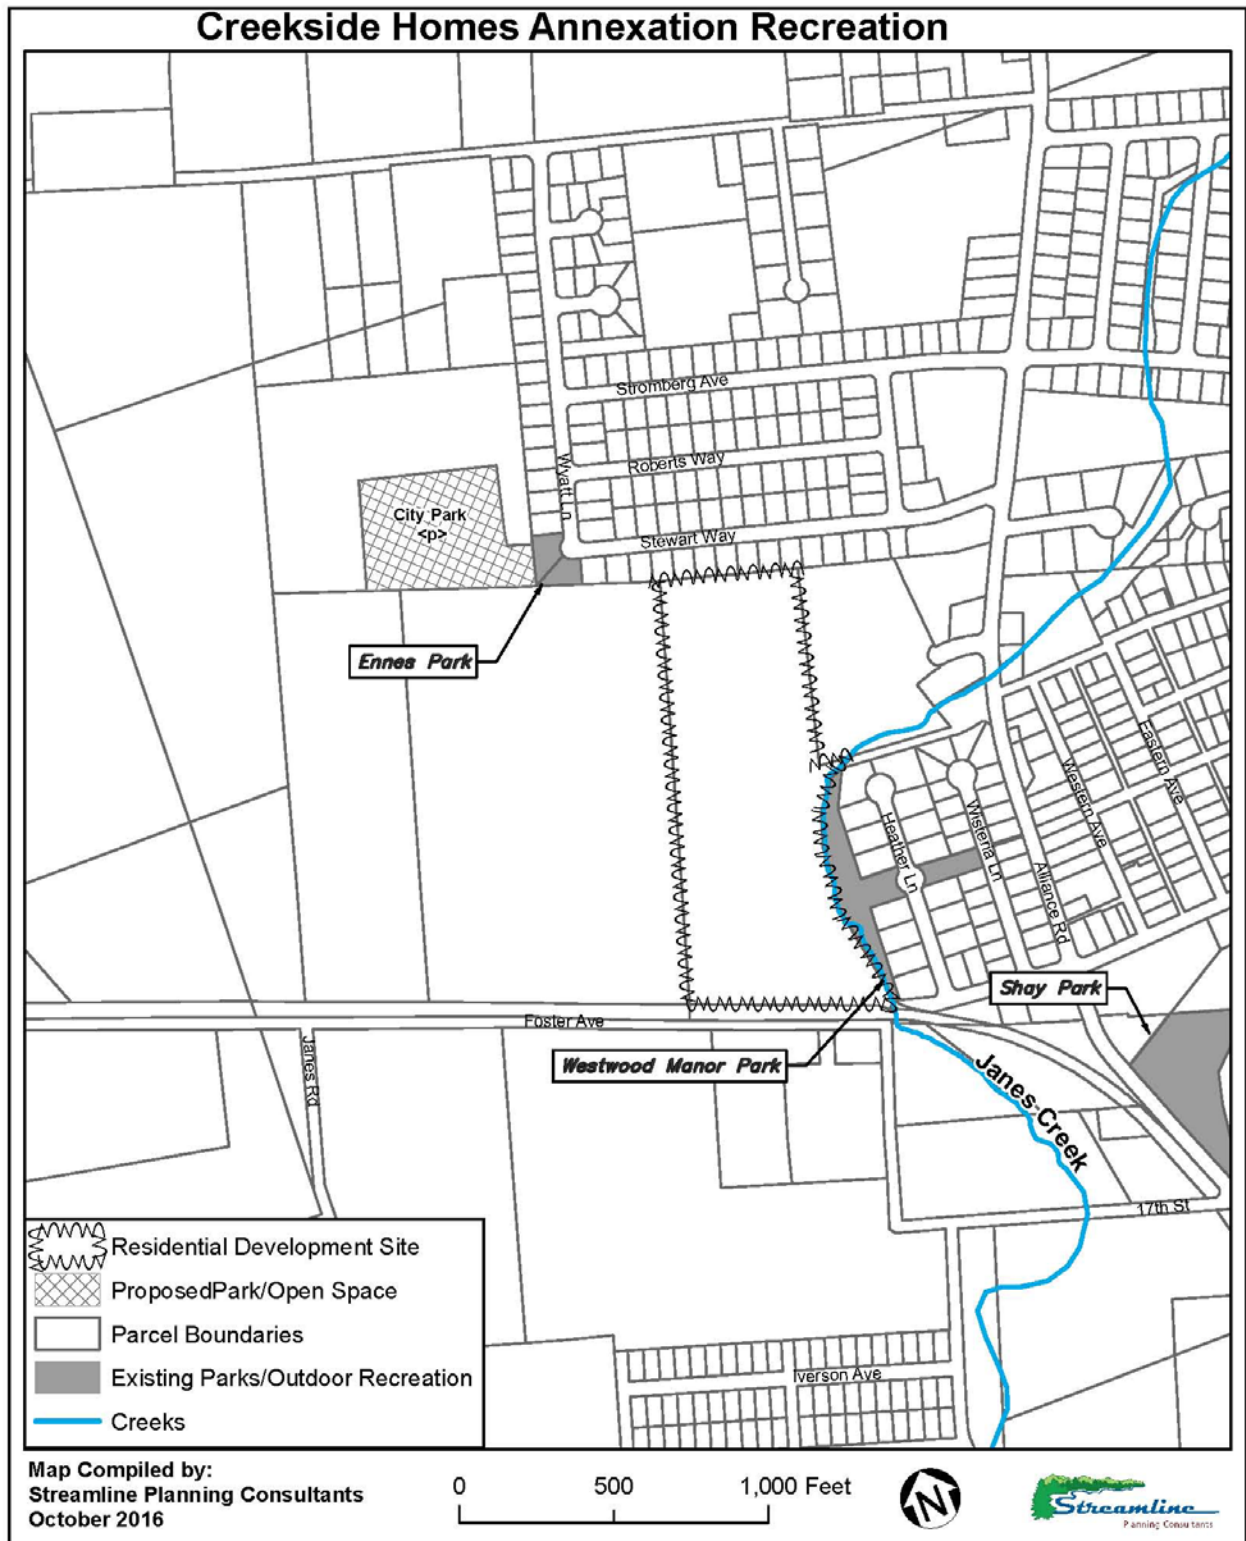 Creekside Homes Annexation Recreation
Stromberg Ave
Wyatt Ln
Roberts Way
City Park
<p>
Stewart Way
Ennes Park
Eastern Ave
Western Ave
Wisteria Ln
Heather Ln
Alliance Rd
Shay Park
Foster Ave
Janes Rd
Westwood Manor Park
Janes Creek
17th St
Iverson Ave
Residential Development Site
ProposedPark/Open Space
Parcel Boundaries
Existing Parks/Outdoor Recreation
Creeks
Map Compiled by:
Streamline Planning Consultants
October 2016
0 500 1,000 Feet
N
Streamline
Planning Consultants